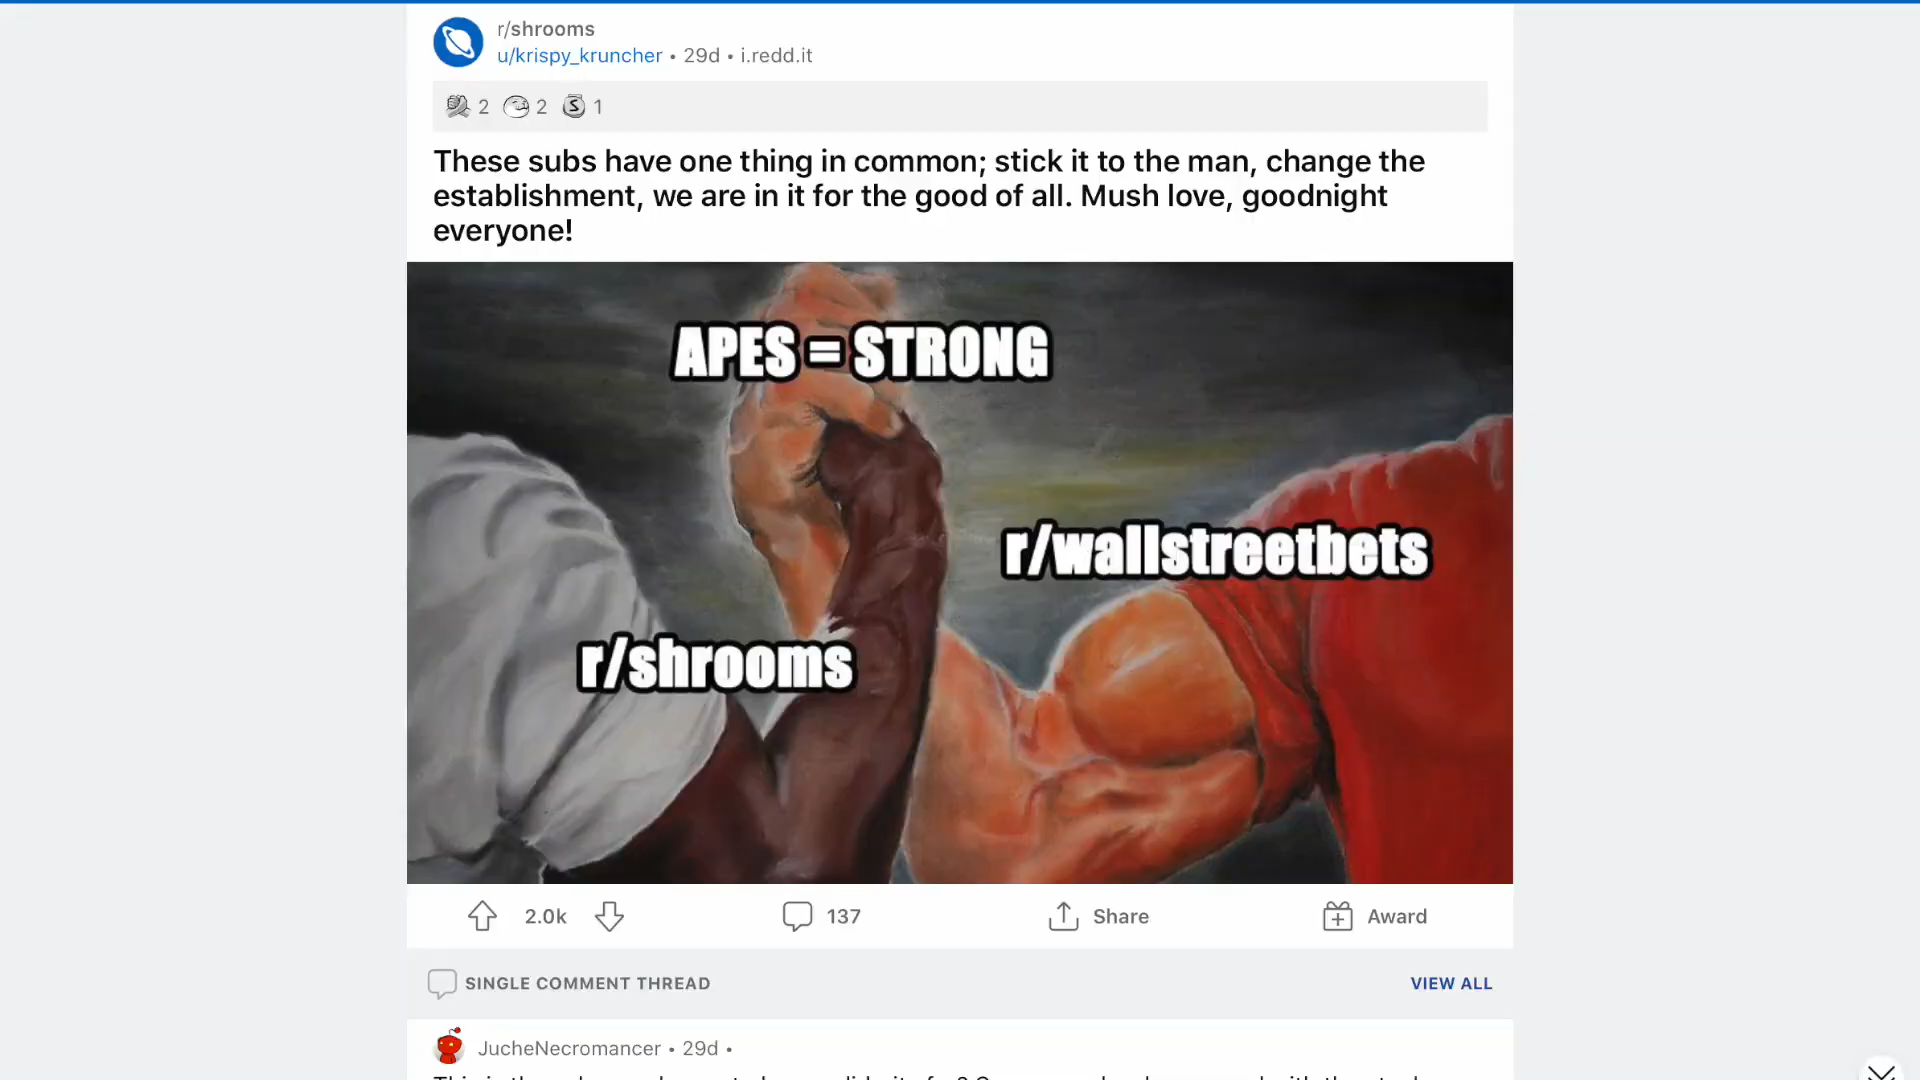 r/shrooms
u/krispy_kruncher • 29d • i.redd.it
2 2 1
These subs have one thing in common; stick it to the man, change the
establishment, we are in it for the good of all. Mush love, goodnight
everyone!
APES = STRONG
r/wallstreetbets
r/shrooms
2.0k 137 Share Award
SINGLE COMMENT THREAD VIEW ALL
JucheNecromancer • 29d •